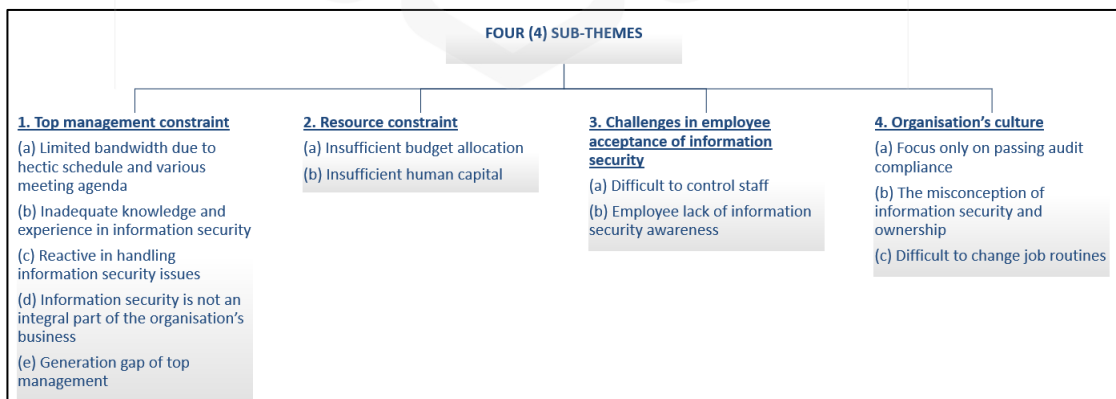 FOUR (4) SUB-THEMES
1. Top management constraint
(a) Limited bandwidth due to
hectic schedule and various
meeting agenda
(b) Inadequate knowledge and
experience in information security
(c) Reactive in handling
information security issues
(d) Information security is not an
integral part of the organisation's
business
(e) Generation gap of top
management
2. Resource constraint
(a) Insufficient budget allocation
(b) Insufficient human capital
3. Challenges in employee
acceptance of information
security
(a) Difficult to control staff
(b) Employee lack of information
security awareness
4. Organisation's culture
(a) Focus only on passing audit
compliance
(b) The misconception of
information security and
ownership
(c) Difficult to change job routines